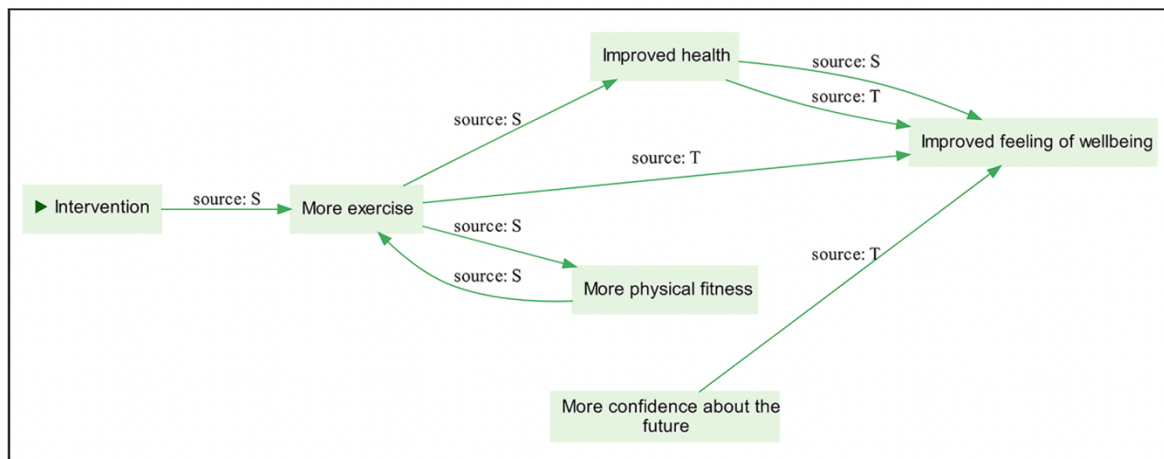 Improved health
source: S
source: T
Improved feeling of wellbeing
source: S
source: T
Intervention
source: S
More exercise
source: S
source: S
More physical fitness
source: T
More confidence about the
future